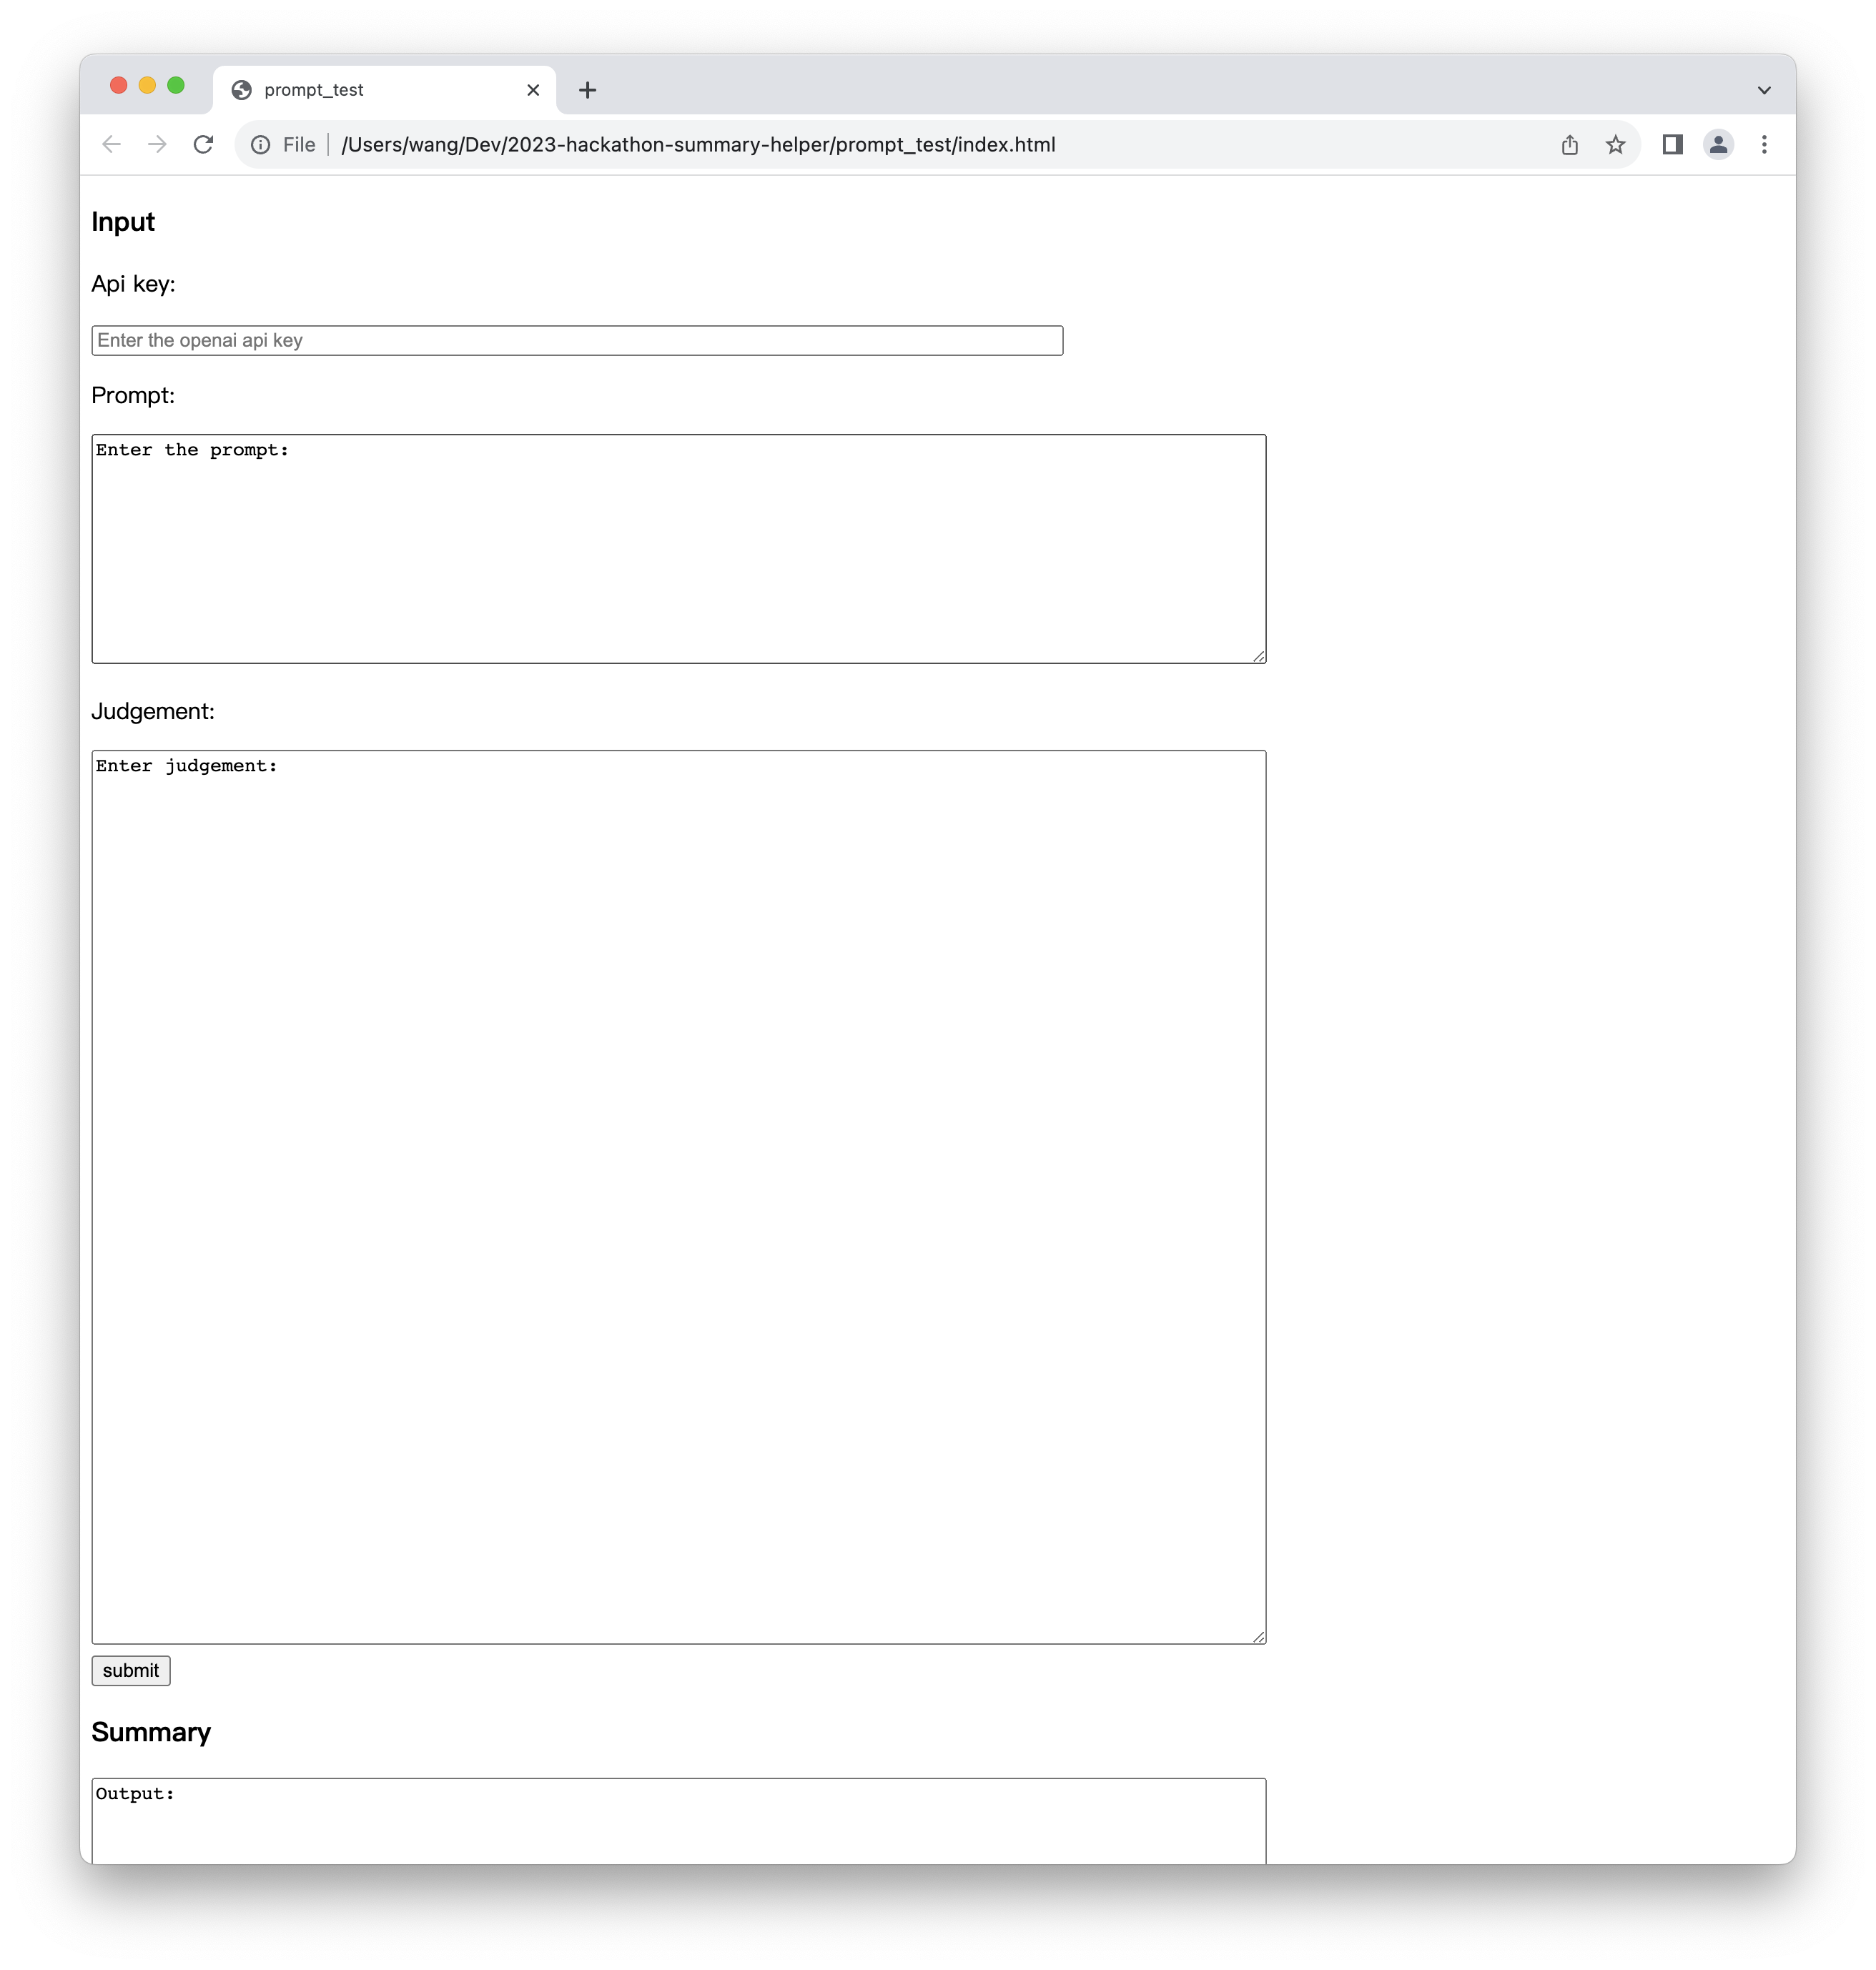 prompt_test
File /Users/wang/Dev/2023-hackathon-summary-helper/prompt_test/index.html
Input
Api key:
Enter the openai api key
Prompt:
Enter the prompt:
Judgement:
Enter judgement:
submit
Summary
Output: